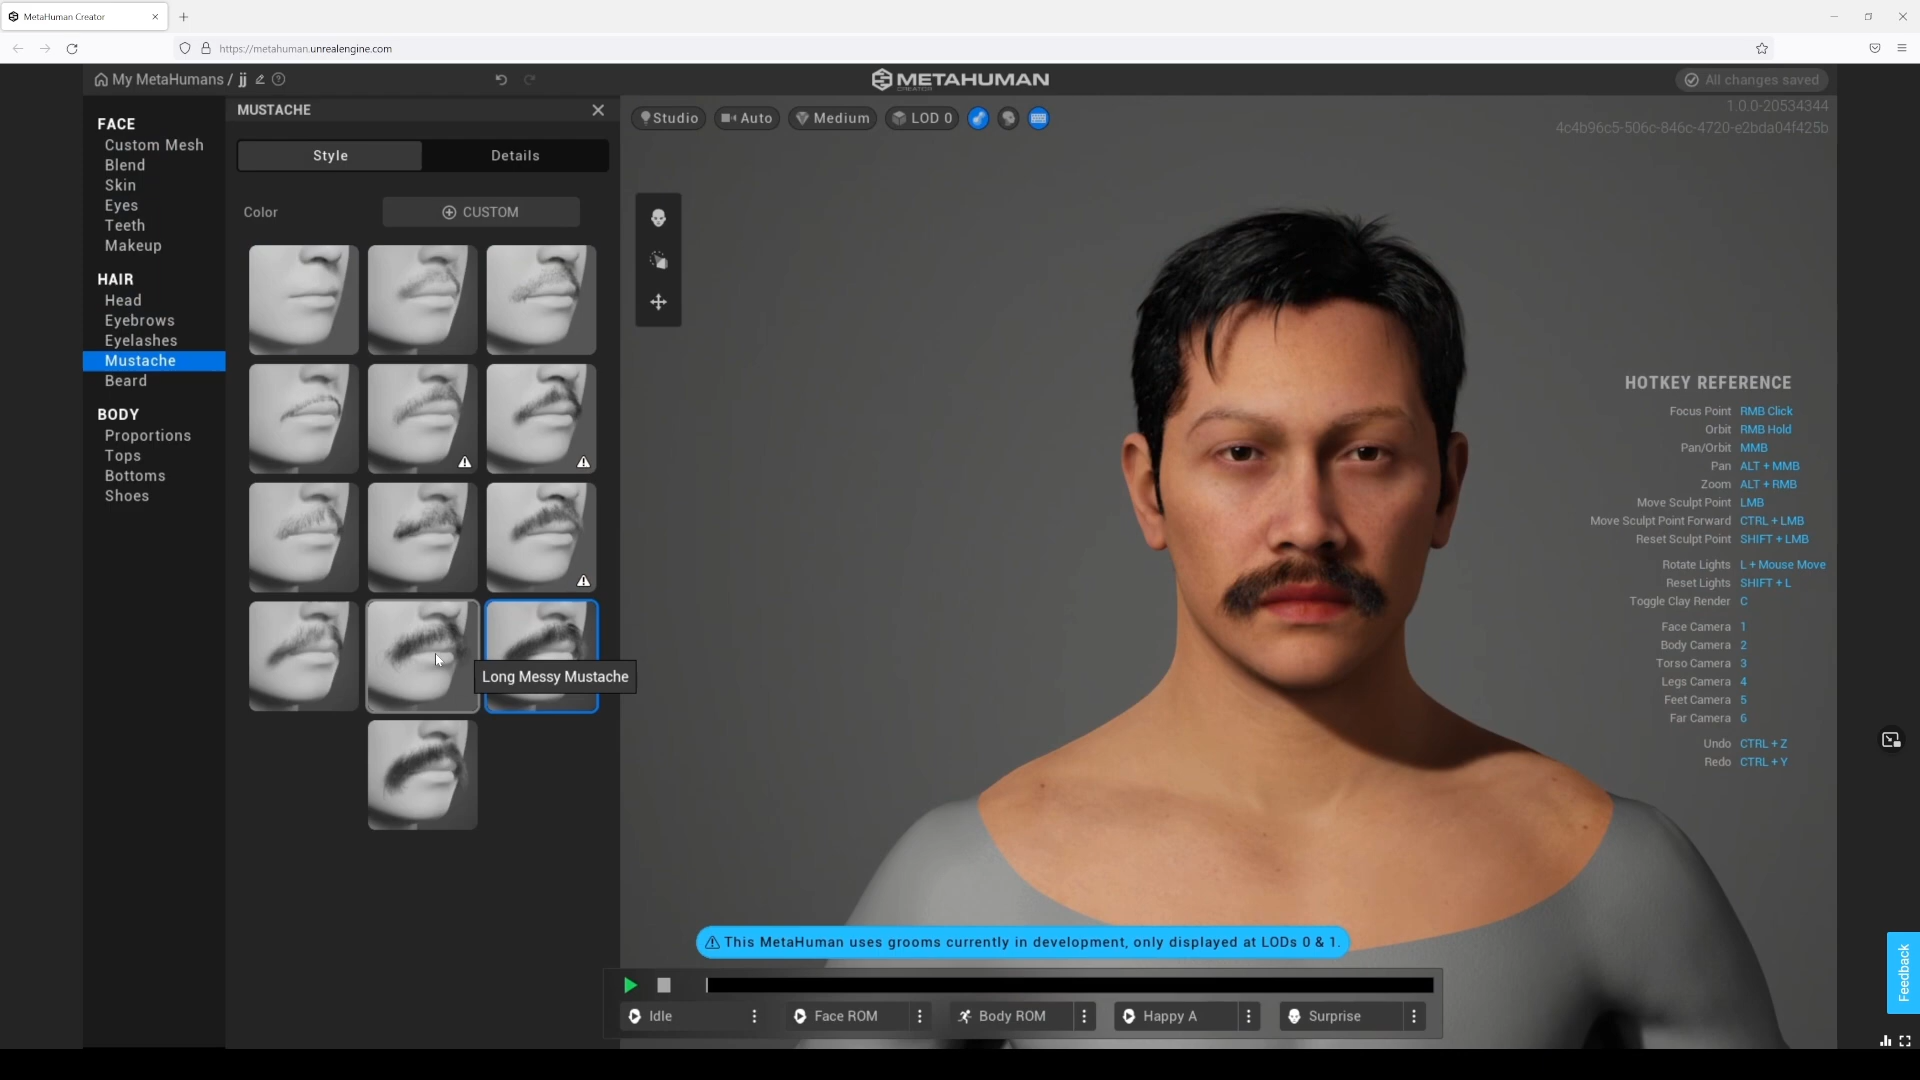 MetaHuman Creator
https://metahuman.unrealengine.com
My MetaHumans / jj
METAHUMAN
CREATOR
All changes saved
FACE
Custom Mesh
Blend
Skin
Eyes
Teeth
Makeup
HAIR
Head
Eyebrows
Eyelashes
Mustache
Beard
BODY
Proportions
Tops
Bottoms
Shoes
MUSTACHE
Style
Details
Color
CUSTOM
Long Messy Mustache
Studio
Auto
Medium
LOD 0
1.0.0-20534344
4c4b96c5-506c-846c-4720-e2bda04f425b
HOTKEY REFERENCE
Focus Point RMB Click
Orbit RMB Hold
Pan/Orbit MMB
Pan ALT + MMB
Zoom ALT + RMB
Move Sculpt Point LMB
Move Sculpt Point Forward CTRL + LMB
Reset Sculpt Point SHIFT + LMB
Rotate Lights L + Mouse Move
Reset Lights SHIFT + L
Toggle Clay Render C
Face Camera 1
Body Camera 2
Torso Camera 3
Legs Camera 4
Feet Camera 5
Far Camera 6
Undo CTRL + Z
Redo CTRL + Y
This MetaHuman uses grooms currently in development, only displayed at LODs 0 & 1.
Idle
Face ROM
Body ROM
Happy A
Surprise
Feedback